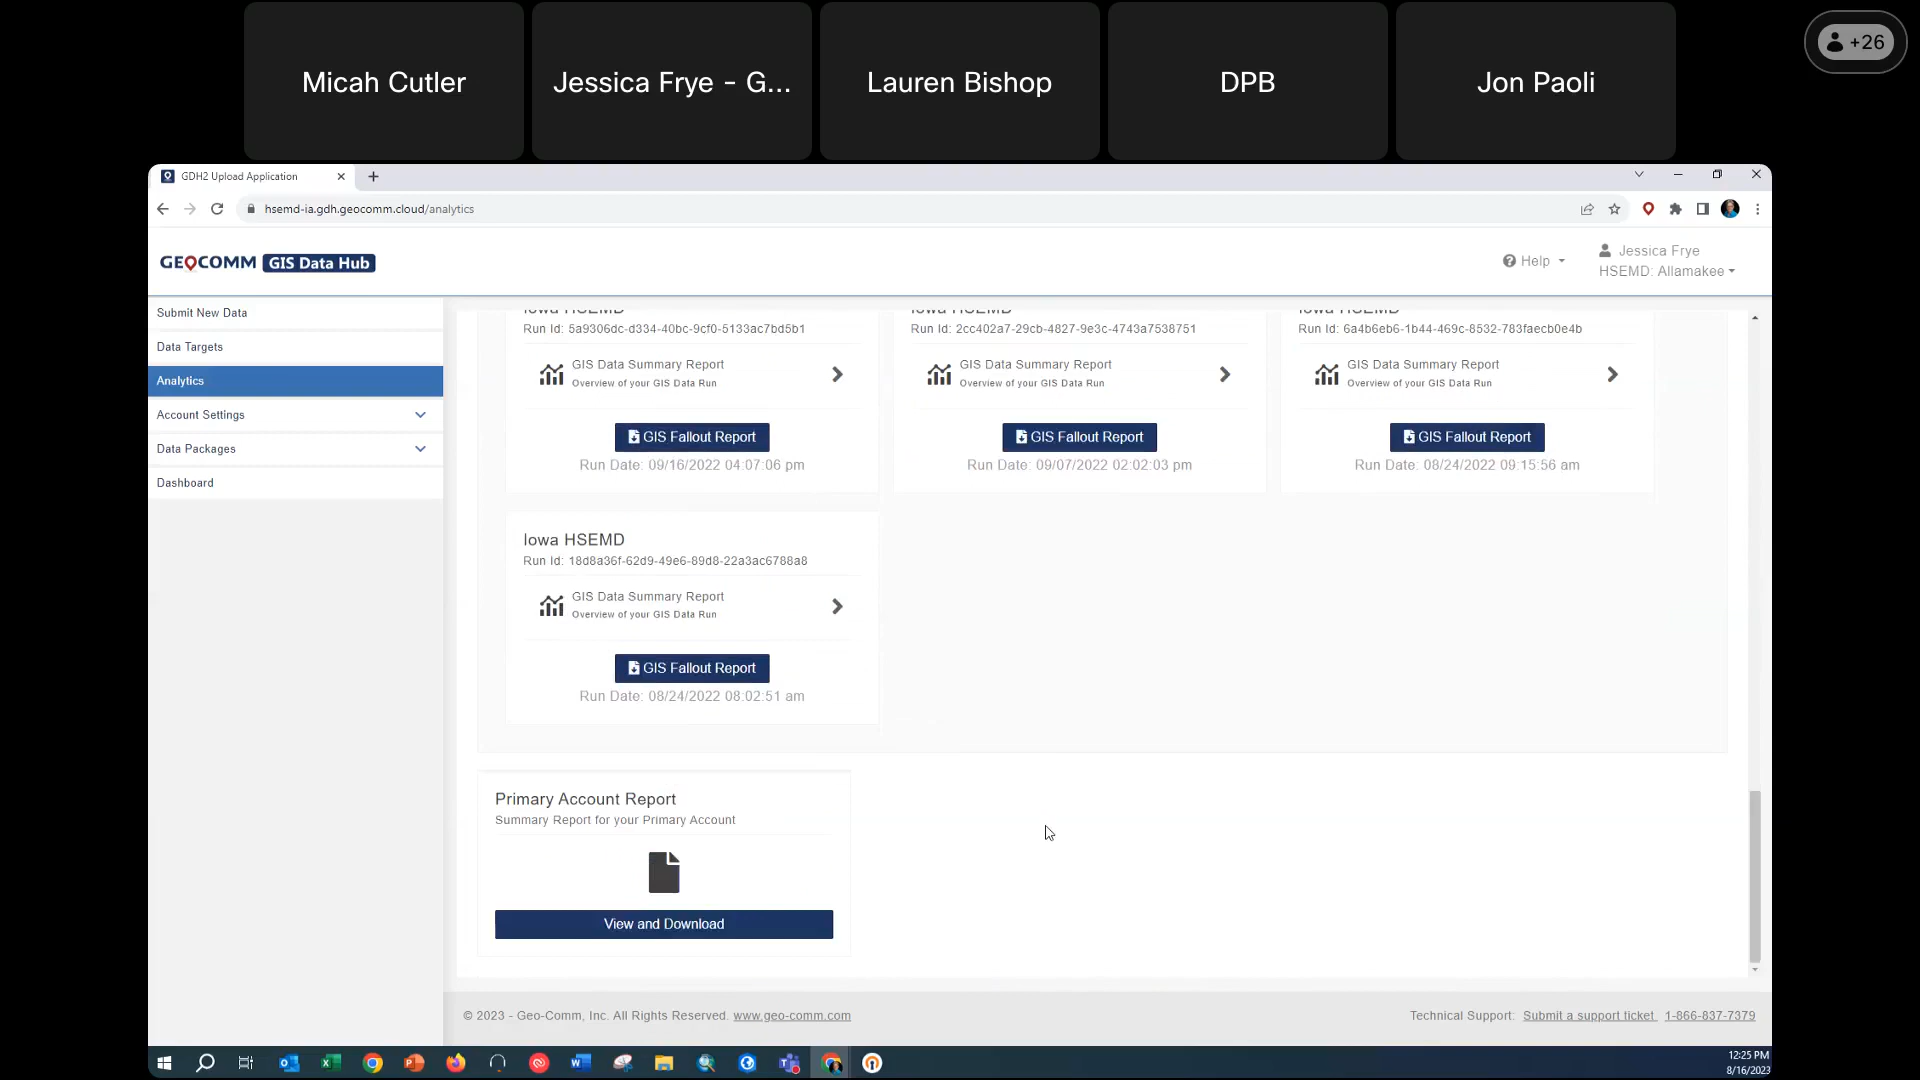 Micah Cutler
Jessica Frye - G...
Lauren Bishop
DPB
Jon Paoli
+26
GDH2 Upload Application
hsemd-ia.gdh.geocomm.cloud/analytics
GEOCOMM GIS Data Hub
Help
Jessica Frye
HSEMD: Allamakee
Submit New Data
Data Targets
Analytics
Account Settings
Data Packages
Dashboard
Iowa HSEMD
Run Id: 5a9306dc-d334-40bc-9cf0-5133ac7bd5b1
GIS Data Summary Report
Overview of your GIS Data Run
GIS Fallout Report
Run Date: 09/16/2022 04:07:06 pm
Iowa HSEMD
Run Id: 2cc402a7-29cb-4827-9e3c-4743a7538751
GIS Data Summary Report
Overview of your GIS Data Run
GIS Fallout Report
Run Date: 09/07/2022 02:02:03 pm
Iowa HSEMD
Run Id: 6a4b6eb6-1b44-469c-8532-783faecb0e4b
GIS Data Summary Report
Overview of your GIS Data Run
GIS Fallout Report
Run Date: 08/24/2022 09:15:56 am
Iowa HSEMD
Run Id: 18d8a36f-62d9-49e6-89d8-22a3ac6788a8
GIS Data Summary Report
Overview of your GIS Data Run
GIS Fallout Report
Run Date: 08/24/2022 08:02:51 am
Primary Account Report
Summary Report for your Primary Account
View and Download
© 2023 - Geo-Comm, Inc. All Rights Reserved. www.geo-comm.com
Technical Support: Submit a support ticket 1-866-837-7379
12:25 PM
8/16/2023